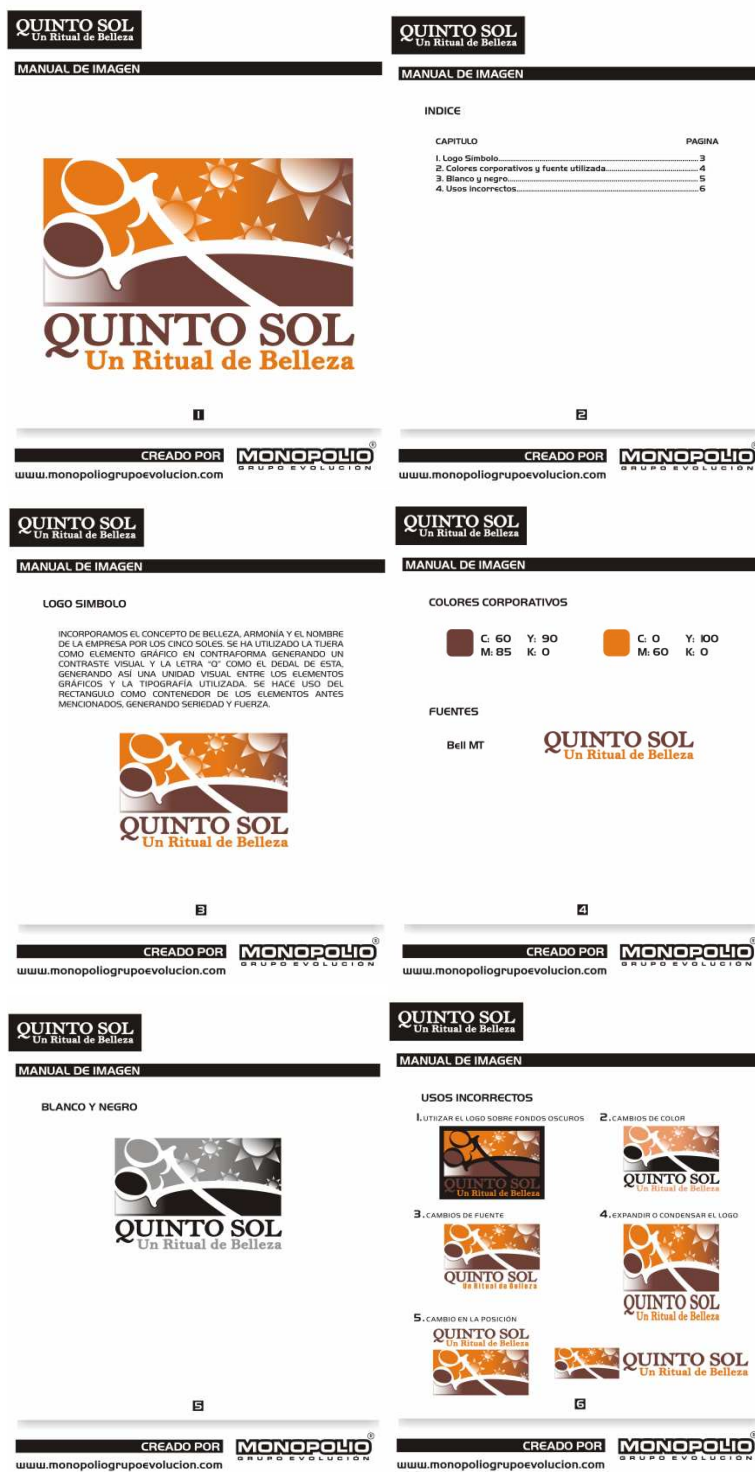 QUINTO SOL
Un Ritual de Belleza
MANUAL DE IMAGEN
QUINTO SOL
Un Ritual de Belleza
1
CREADO POR
MONOPOLIO®
GRUPO EVOLUCIÓN
www.monopoliogrupoevolucion.com
QUINTO SOL
Un Ritual de Belleza
MANUAL DE IMAGEN
INDICE
CAPITULO PAGINA
1. Logo Símbolo 3
2. Colores corporativos y fuente utilizada 4
3. Blanco y negro 5
4. Usos incorrectos 6
2
CREADO POR
MONOPOLIO®
GRUPO EVOLUCIÓN
www.monopoliogrupoevolucion.com
QUINTO SOL
Un Ritual de Belleza
MANUAL DE IMAGEN
LOGO SIMBOLO
INCORPORAMOS EL CONCEPTO DE BELLEZA, ARMONÍA Y EL NOMBRE
DE LA EMPRESA POR LOS CINCO SOLES. SE HA UTILIZADO LA TIJERA
COMO ELEMENTO GRÁFICO EN CONTRAFORMA GENERANDO UN
CONTRASTE VISUAL Y LA LETRA "Q" COMO EL DEDAL DE ESTA,
GENERANDO ASÍ UNA UNIDAD VISUAL ENTRE LOS ELEMENTOS
GRÁFICOS Y LA TIPOGRAFÍA UTILIZADA. SE HACE USO DEL
RECTANGULO COMO CONTENEDOR DE LOS ELEMENTOS ANTES
MENCIONADOS, GENERANDO SERIEDAD Y FUERZA.
QUINTO SOL
Un Ritual de Belleza
3
CREADO POR
MONOPOLIO®
GRUPO EVOLUCIÓN
www.monopoliogrupoevolucion.com
QUINTO SOL
Un Ritual de Belleza
MANUAL DE IMAGEN
COLORES CORPORATIVOS
C: 60 Y: 90
M: 85 K: 0
C: 0 Y: 100
M: 60 K: 0
FUENTES
Bell MT
QUINTO SOL
Un Ritual de Belleza
4
CREADO POR
MONOPOLIO®
GRUPO EVOLUCIÓN
www.monopoliogrupoevolucion.com
QUINTO SOL
Un Ritual de Belleza
MANUAL DE IMAGEN
BLANCO Y NEGRO
QUINTO SOL
Un Ritual de Belleza
5
CREADO POR
MONOPOLIO®
GRUPO EVOLUCIÓN
www.monopoliogrupoevolucion.com
QUINTO SOL
Un Ritual de Belleza
MANUAL DE IMAGEN
USOS INCORRECTOS
1. UTIIZAR EL LOGO SOBRE FONDOS OSCUROS
QUINTO SOL
Un Ritual de Belleza
2. CAMBIOS DE COLOR
QUINTO SOL
Un Ritual de Belleza
3. CAMBIOS DE FUENTE
QUINTO SOL
Un Ritual de Belleza
4. EXPANDIR O CONDENSAR EL LOGO
QUINTO SOL
Un Ritual de Belleza
5. CAMBIO EN LA POSICIÓN
QUINTO SOL
Un Ritual de Belleza
QUINTO SOL
Un Ritual de Belleza
6
CREADO POR
MONOPOLIO®
GRUPO EVOLUCIÓN
www.monopoliogrupoevolucion.com